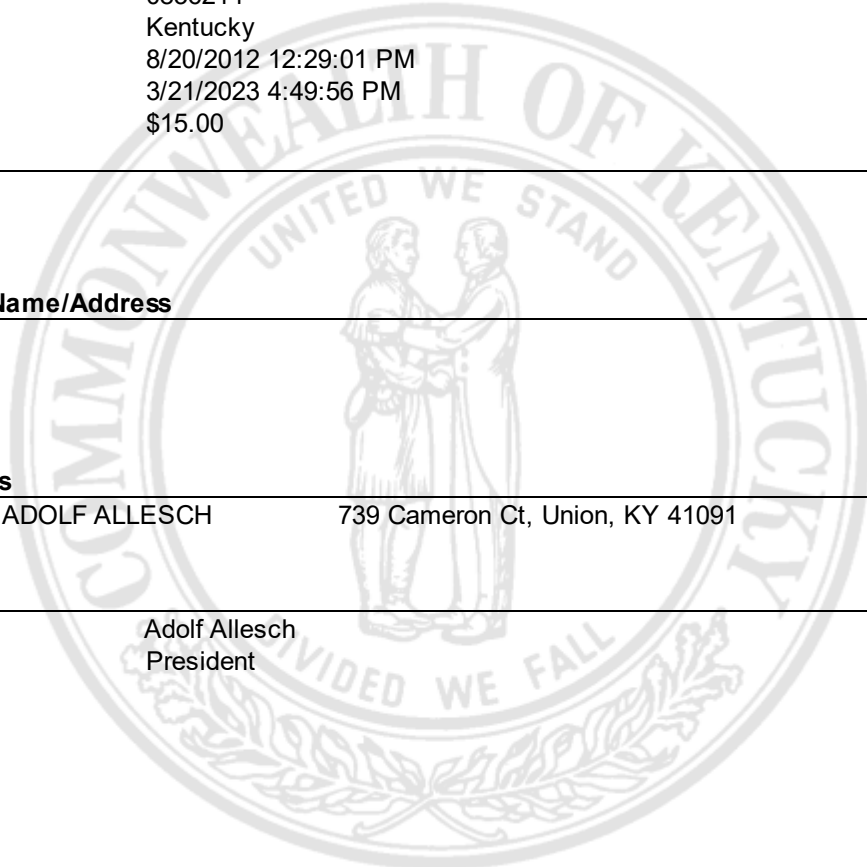 Kentucky
8/20/2012 12:29:01 PM
3/21/2023 4:49:56 PM
$15.00
COMMONWEALTH OF KENTUCKY
UNITED WE STAND
Name/Address
s
ADOLF ALLESCH 739 Cameron Ct, Union, KY 41091
Adolf Allesch
President
DIVIDED WE FALL